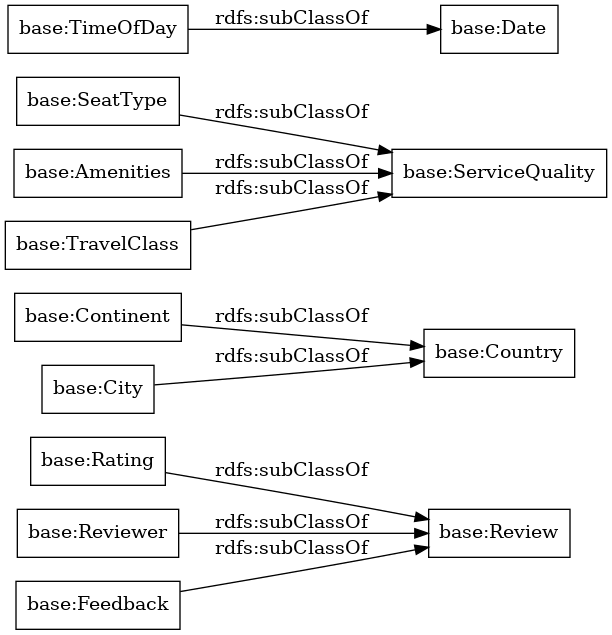 base:TimeOfDay
rdfs:subClassOf
base:Date
base:SeatType
rdfs:subClassOf
base:Amenities
rdfs:subClassOf
base:ServiceQuality
rdfs:subClassOf
base:TravelClass
base:Continent
rdfs:subClassOf
base:Country
rdfs:subClassOf
base:City
base:Rating
rdfs:subClassOf
base:Reviewer
rdfs:subClassOf
base:Review
rdfs:subClassOf
base:Feedback